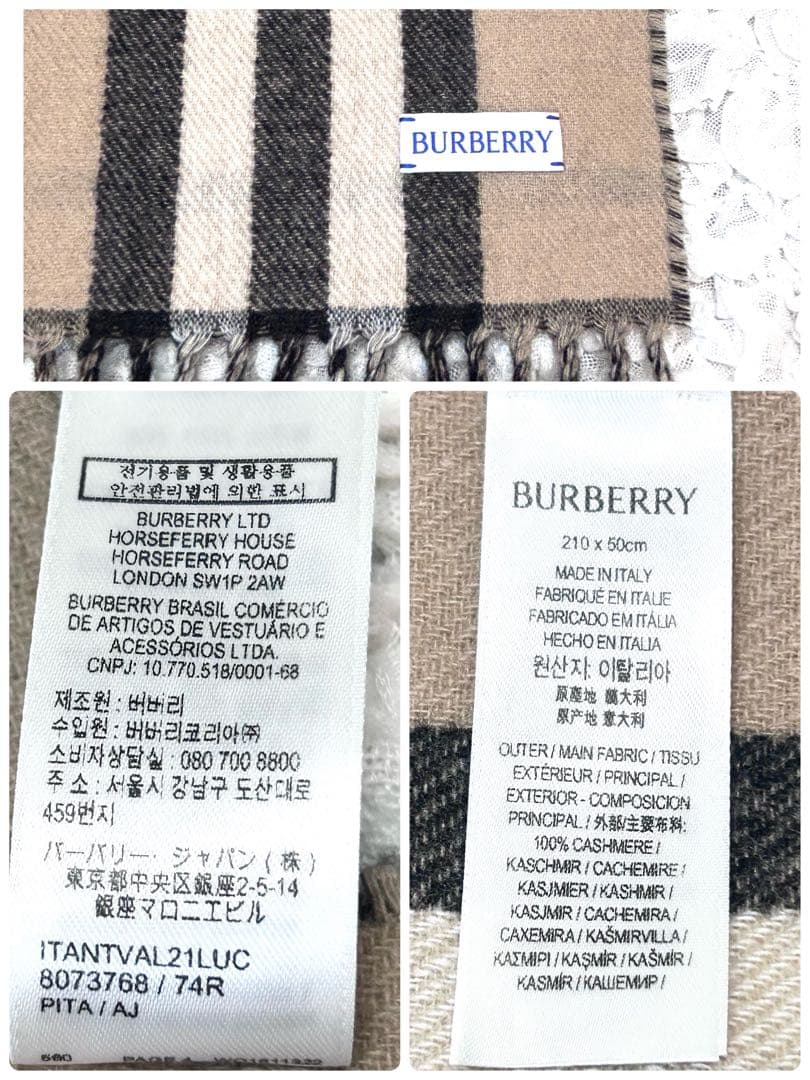 BURBERRY
전기용품 및 생활용품
안전관리법에 의한 표시
BURBERRY LTD
HORSEFERRY HOUSE
HORSEFERRY ROAD
LONDON SW1P 2AW
BURBERRY BRASIL COMÉRCIO
DE ARTIGOS DE VESTUÁRIO E
ACESSÓRIOS LTDA.
CNPJ: 10.770.518/0001-68
제조원 : 버버리
수입원 : 버버리코리아㈜
소비자상담실 : 080 700 8800
주 소 : 서울시 강남구 도산대로
459번지
バーバリー・ジャパン(株)
東京都中央区銀座2-5-14
銀座マロニエビル
ITANTVAL21LUC
8073768 / 74R
PITA / AJ
560 PAGE 4
BURBERRY
210 x 50cm
MADE IN ITALY
FABRIQUÉ EN ITALIE
FABRICADO EM ITÁLIA
HECHO EN ITALIA
원산지: 이탈리아
原產地 義大利
原产地 意大利
OUTER / MAIN FABRIC / TISSU
EXTÉRIEUR / PRINCIPAL /
EXTERIOR - COMPOSICION
PRINCIPAL / 外部/主要布料:
100% CASHMERE /
KASCHMIR / CACHEMIRE /
KASJMIER / KASHMIR /
KASJMIR / CACHEMIRA /
CAXEMIRA / KAŠMIRVILLA /
ΚΑΣΜΙΡΙ / KAŞMİR / KAŠMÍR /
KASMÍR / КАШЕМИР /